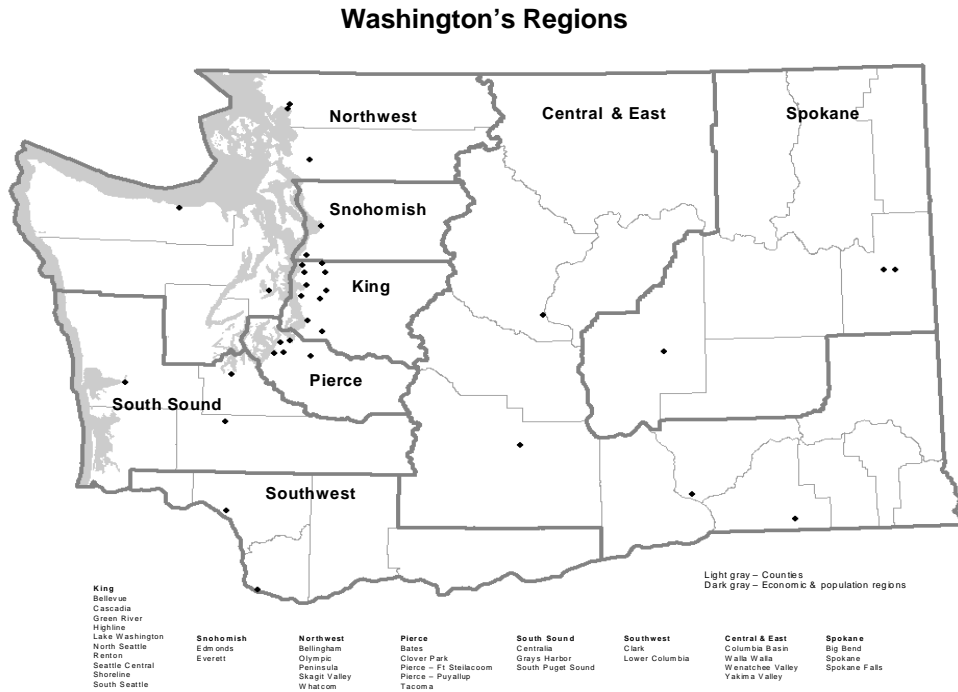 Washington's Regions
Northwest
Central & East
Spokane
Snohomish
King
Pierce
South Sound
Southwest
Light gray – Counties
Dark gray – Economic & population regions
King
Bellevue
Cascadia
Green River
Highline
Lake Washington
North Seattle
Renton
Seattle Central
Shoreline
South Seattle
Snohomish
Edmonds
Everett
Northwest
Bellingham
Olympic
Peninsula
Skagit Valley
Whatcom
Pierce
Bates
Clover Park
Pierce – Ft Steilacoom
Pierce – Puyallup
Tacoma
South Sound
Centralia
Grays Harbor
South Puget Sound
Southwest
Clark
Lower Columbia
Central & East
Columbia Basin
Walla Walla
Wenatchee Valley
Yakima Valley
Spokane
Big Bend
Spokane
Spokane Falls